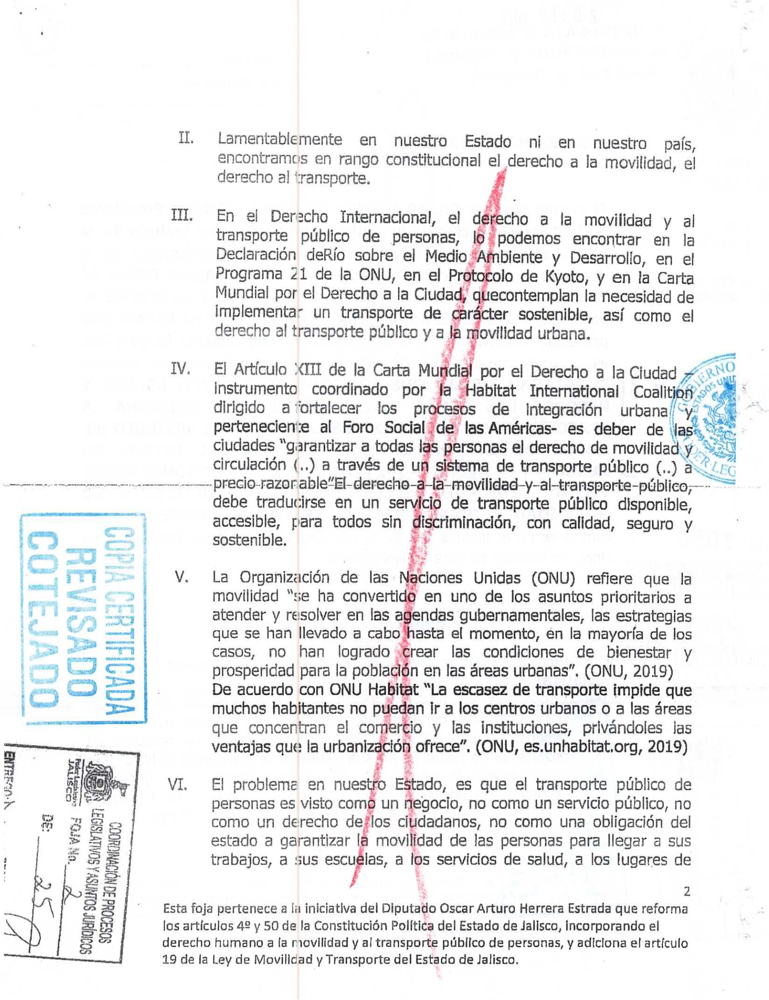 II. Lamentablemente en nuestro Estado ni en nuestro país,
encontramos en rango constitucional el derecho a la movilidad, el
derecho al transporte.
III. En el Derecho Internacional, el derecho a la movilidad y al
transporte público de personas, lo podemos encontrar en la
Declaración deRío sobre el Medio Ambiente y Desarrollo, en el
Programa 21 de la ONU, en el Protocolo de Kyoto, y en la Carta
Mundial por el Derecho a la Ciudad, quecontemplan la necesidad de
implementar un transporte de carácter sostenible, así como el
derecho al transporte público y a la movilidad urbana.
IV. El Artículo XIII de la Carta Mundial por el Derecho a la Ciudad –
instrumento coordinado por la Habitat International Coalition
dirigido a fortalecer los procesos de integración urbana y
perteneciente al Foro Social de las Américas- es deber de las
ciudades "garantizar a todas las personas el derecho de movilidad y
circulación (..) a través de un sistema de transporte público (..) a
precio razonable"El derecho a la movilidad y al transporte público,
debe traducirse en un servicio de transporte público disponible,
accesible, para todos sin discriminación, con calidad, seguro y
sostenible.
V. La Organización de las Naciones Unidas (ONU) refiere que la
movilidad "se ha convertido en uno de los asuntos prioritarios a
atender y resolver en las agendas gubernamentales, las estrategias
que se han llevado a cabo hasta el momento, en la mayoría de los
casos, no han logrado crear las condiciones de bienestar y
prosperidad para la población en las áreas urbanas". (ONU, 2019)
De acuerdo con ONU Habitat "La escasez de transporte impide que
muchos habitantes no puedan ir a los centros urbanos o a las áreas
que concentran el comercio y las instituciones, privándoles las
ventajas que la urbanización ofrece". (ONU, es.unhabitat.org, 2019)
VI. El problema en nuestro Estado, es que el transporte público de
personas es visto como un negocio, no como un servicio público, no
como un derecho de los ciudadanos, no como una obligación del
estado a garantizar la movilidad de las personas para llegar a sus
trabajos, a sus escuelas, a los servicios de salud, a los lugares de
2
Esta foja pertenece a la iniciativa del Diputado Oscar Arturo Herrera Estrada que reforma
los artículos 4º y 50 de la Constitución Política del Estado de Jalisco, incorporando el
derecho humano a la movilidad y al transporte público de personas, y adiciona el artículo
19 de la Ley de Movilidad y Transporte del Estado de Jalisco.
COPIA CERTIFICADA
REVISADO
COTEJADO
COORDINACIÓN DE PROCESOS
LEGISLATIVOS Y ASUNTOS JURÍDICOS
Poder Legislativo
JALISCO
FOJA No. 2
DE: 25
GOBIERNO
ESTADOS UNI
PODER LEG